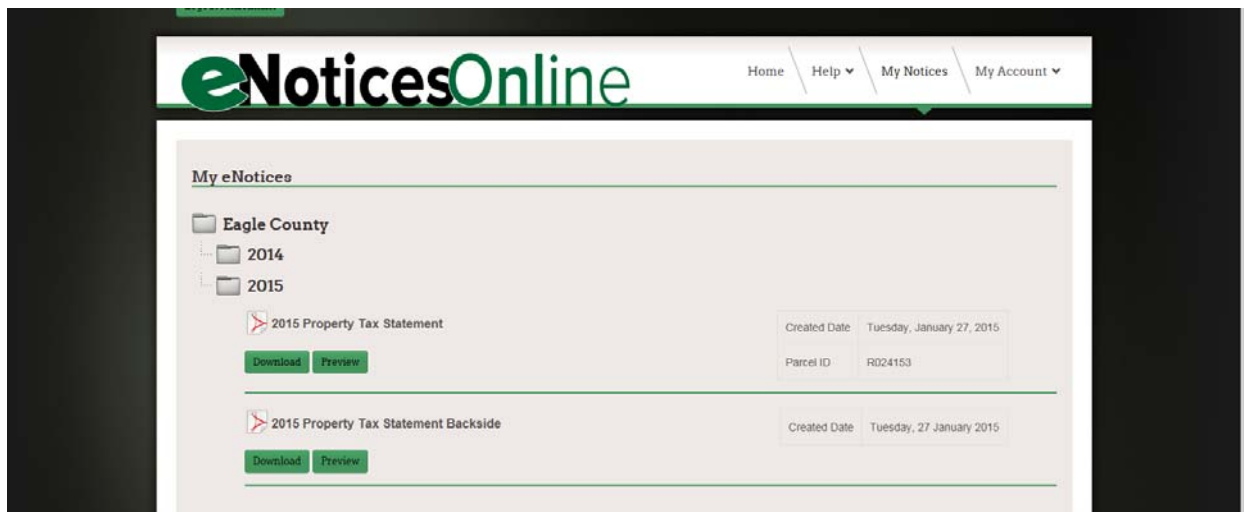 eNoticesOnline
Home Help My Notices My Account
My eNotices
Eagle County
2014
2015
2015 Property Tax Statement
Created Date Tuesday, January 27, 2015
Download Preview
Parcel ID R024153
2015 Property Tax Statement Backside
Created Date Tuesday, 27 January 2015
Download Preview